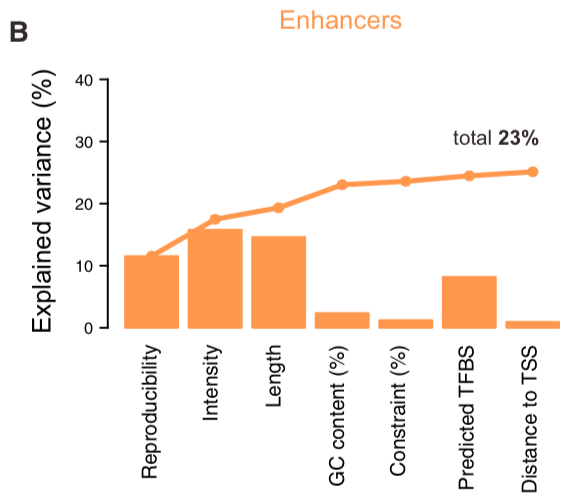 B
Enhancers
Explained variance (%)
40
30
20
10
0
total 23%
Reproducibility
Intensity
Length
GC content (%)
Constraint (%)
Predicted TFBS
Distance to TSS